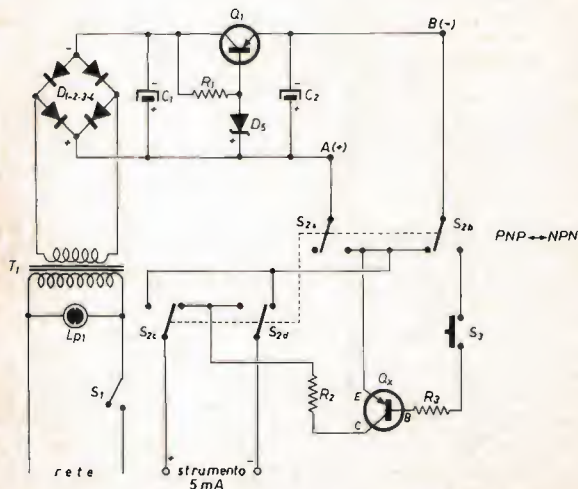 Q1
B(-)
-
D1-2-3-4
+
-
C1
+
R1
D5
+
-
C2
+
A(+)
S2a
S2b
PNP ↔ NPN
T1
Lp1
S1
S2c
S2d
S3
R2
E
Qx
C
B
R3
rete
+
-
strumento
5 mA